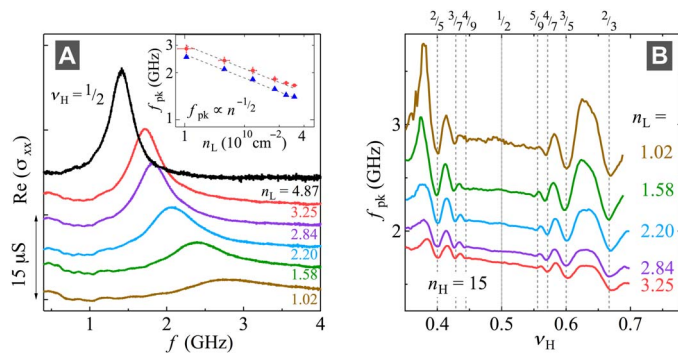 A
ν_H = 1/2
Re (σ_xx)
15 μS
n_L = 4.87
3.25
2.84
2.20
1.58
1.02
1
2
3
4
f (GHz)
f_pk (GHz)
3
2
1
f_pk ∝ n^{-1/2}
1
2
4
n_L (10^10 cm^-2)
B
2/5
3/7
4/9
1/2
5/9
4/7
3/5
2/3
n_L =
1.02
1.58
2.20
2.84
3.25
f_pk (GHz)
3
2
n_H = 15
0.4
0.5
0.6
0.7
ν_H